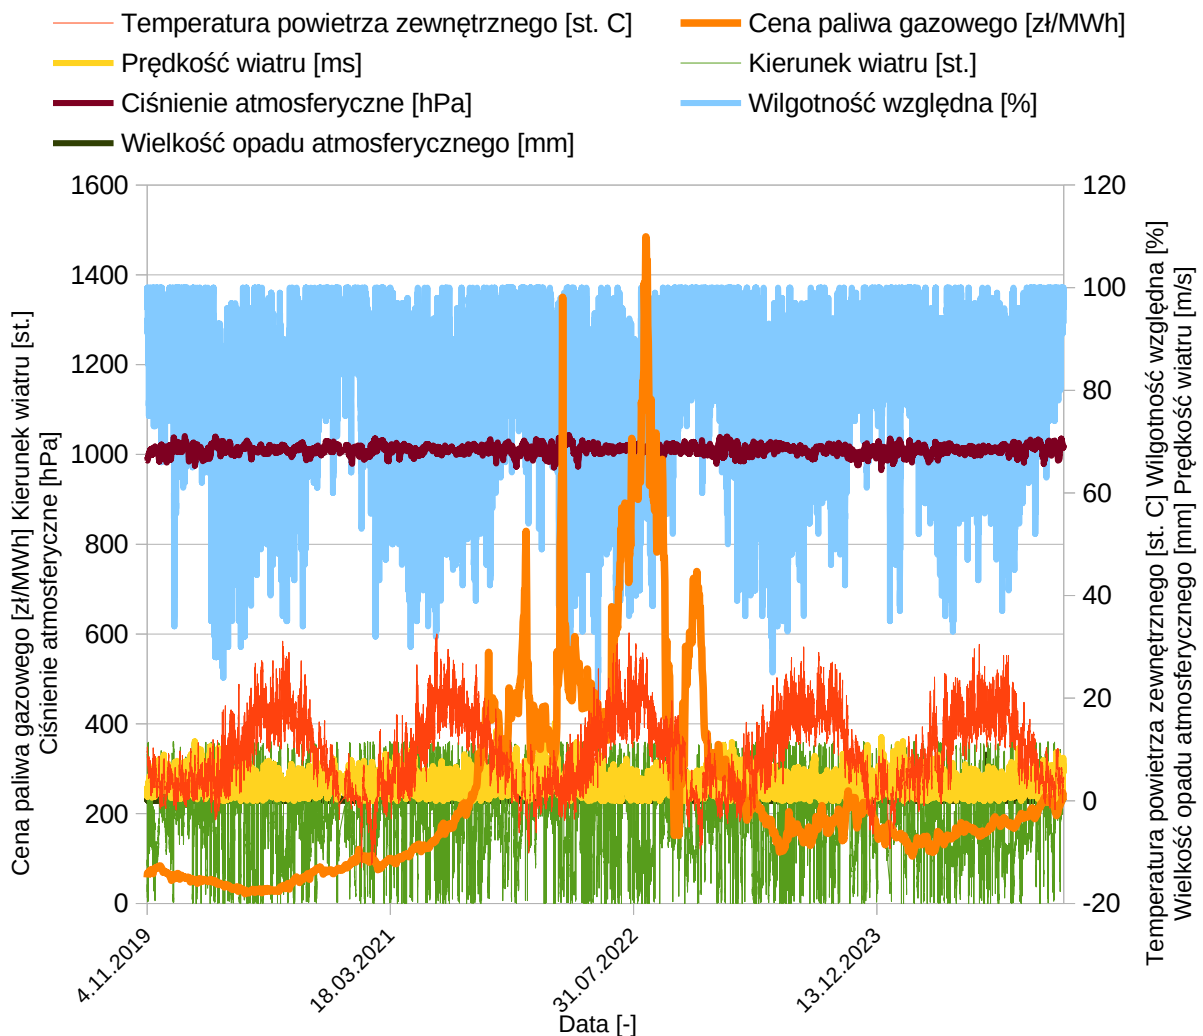 Temperatura powietrza zewnętrznego [st. C]
Cena paliwa gazowego [zł/MWh]
Prędkość wiatru [ms]
Kierunek wiatru [st.]
Ciśnienie atmosferyczne [hPa]
Wilgotność względna [%]
Wielkość opadu atmosferycznego [mm]
1600
1400
1200
1000
800
600
400
200
0
120
100
80
60
40
20
0
-20
Cena paliwa gazowego [zł/MWh] Kierunek wiatru [st.]
Ciśnienie atmosferyczne [hPa]
Temperatura powietrza zewnętrznego [st. C] Wilgotność względna [%]
Wielkość opadu atmosferycznego [mm] Prędkość wiatru [m/s]
4.11.2019
18.03.2021
31.07.2022
13.12.2023
Data [-]